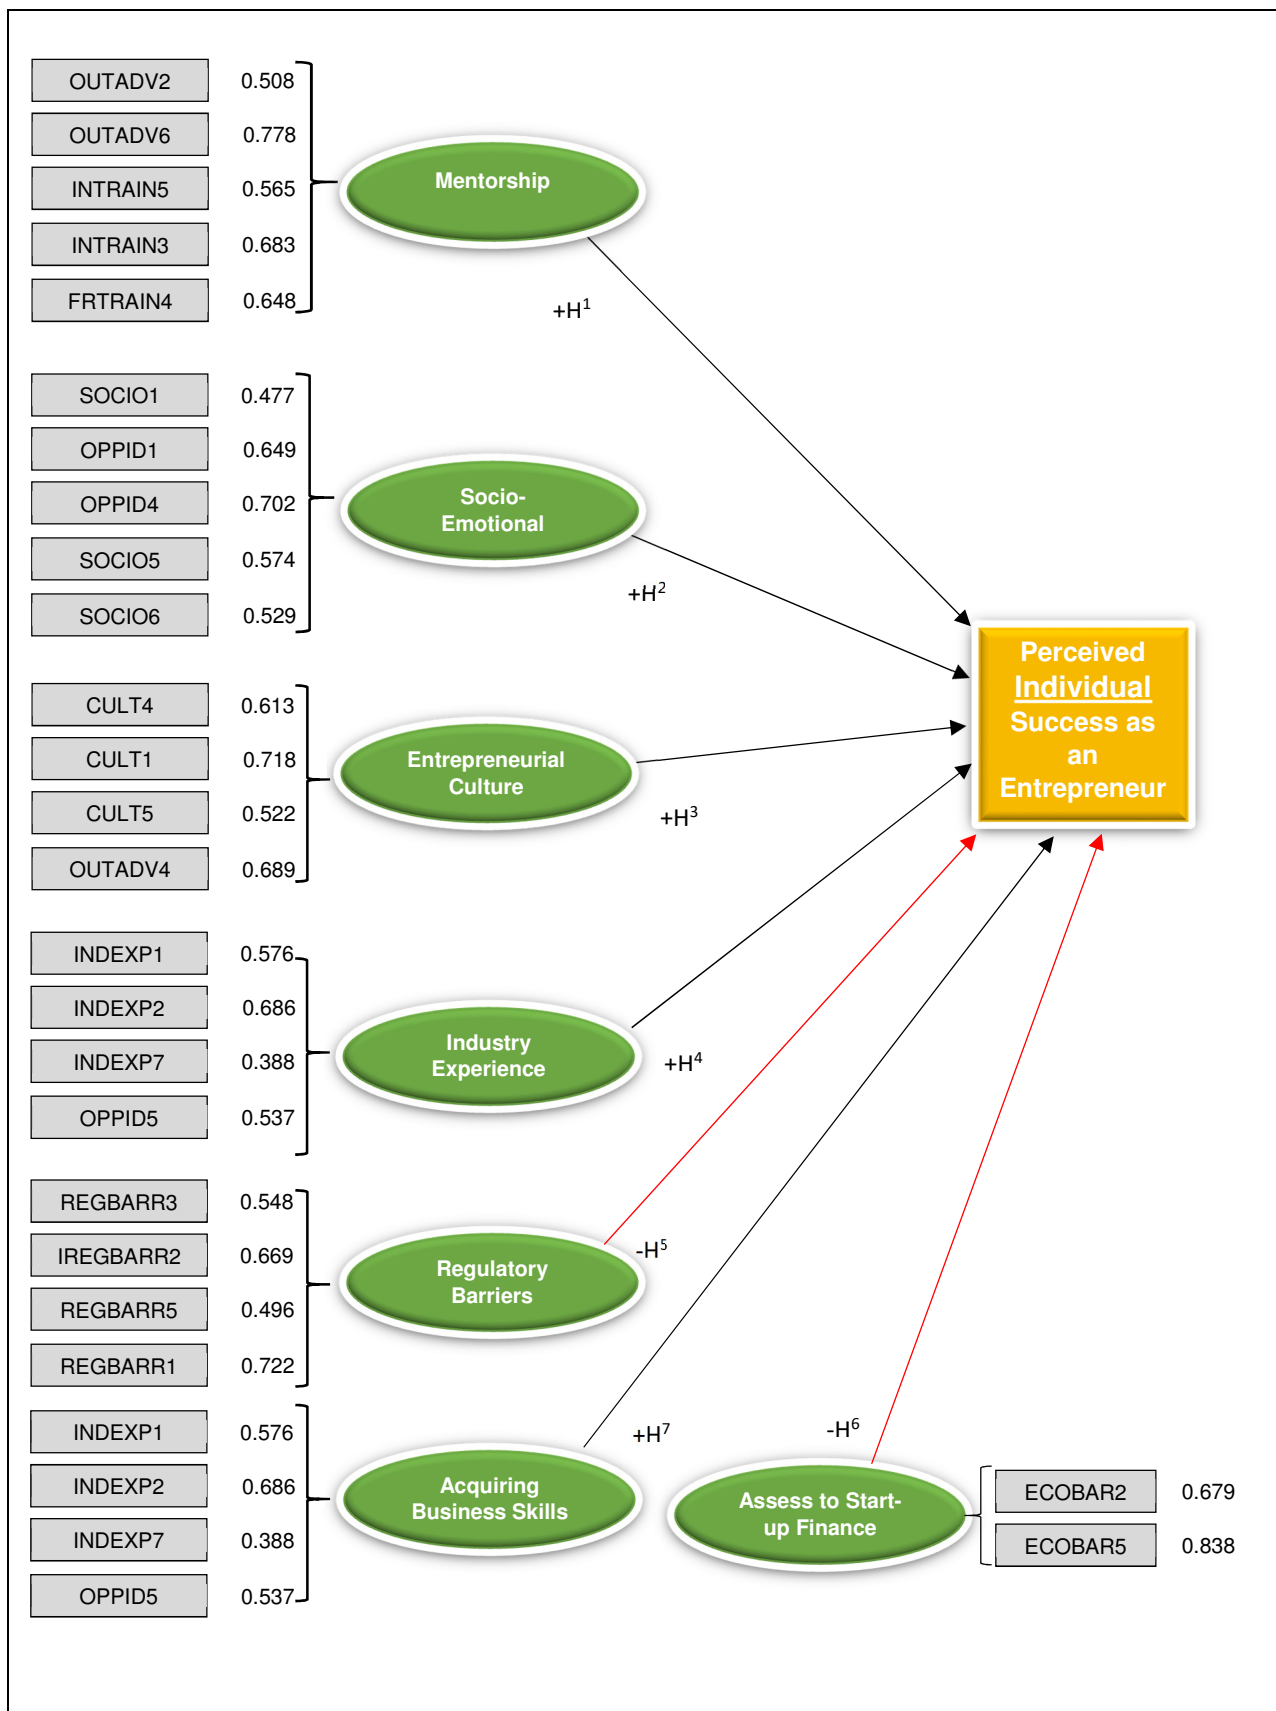 OUTADV2 0.508
OUTADV6 0.778
INTRAIN5 0.565
INTRAIN3 0.683
FRTRAIN4 0.648
Mentorship
+H¹
SOCIO1 0.477
OPPID1 0.649
OPPID4 0.702
SOCIO5 0.574
SOCIO6 0.529
Socio-
Emotional
+H²
CULT4 0.613
CULT1 0.718
CULT5 0.522
OUTADV4 0.689
Entrepreneurial
Culture
+H³
Perceived
Individual
Success as
an
Entrepreneur
INDEXP1 0.576
INDEXP2 0.686
INDEXP7 0.388
OPPID5 0.537
Industry
Experience
+H⁴
REGBARR3 0.548
IREGBARR2 0.669
REGBARR5 0.496
REGBARR1 0.722
Regulatory
Barriers
-H⁵
INDEXP1 0.576
INDEXP2 0.686
INDEXP7 0.388
OPPID5 0.537
Acquiring
Business Skills
+H⁷
-H⁶
Assess to Start-
up Finance
ECOBAR2 0.679
ECOBAR5 0.838